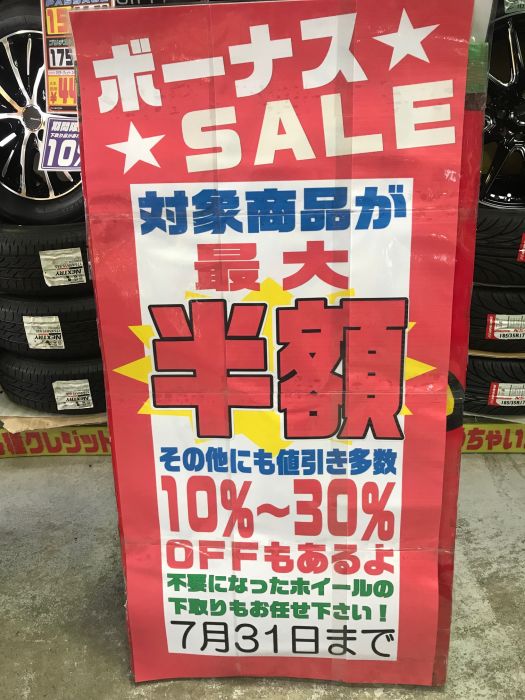 ボーナス★
★SALE
対象商品が
最大
半額
その他にも値引き多数
10%～30%
OFFもあるよ
不要になったホイールの
下取りもお任せ下さい！
7月31日まで
NEXTRY
NEXTRY